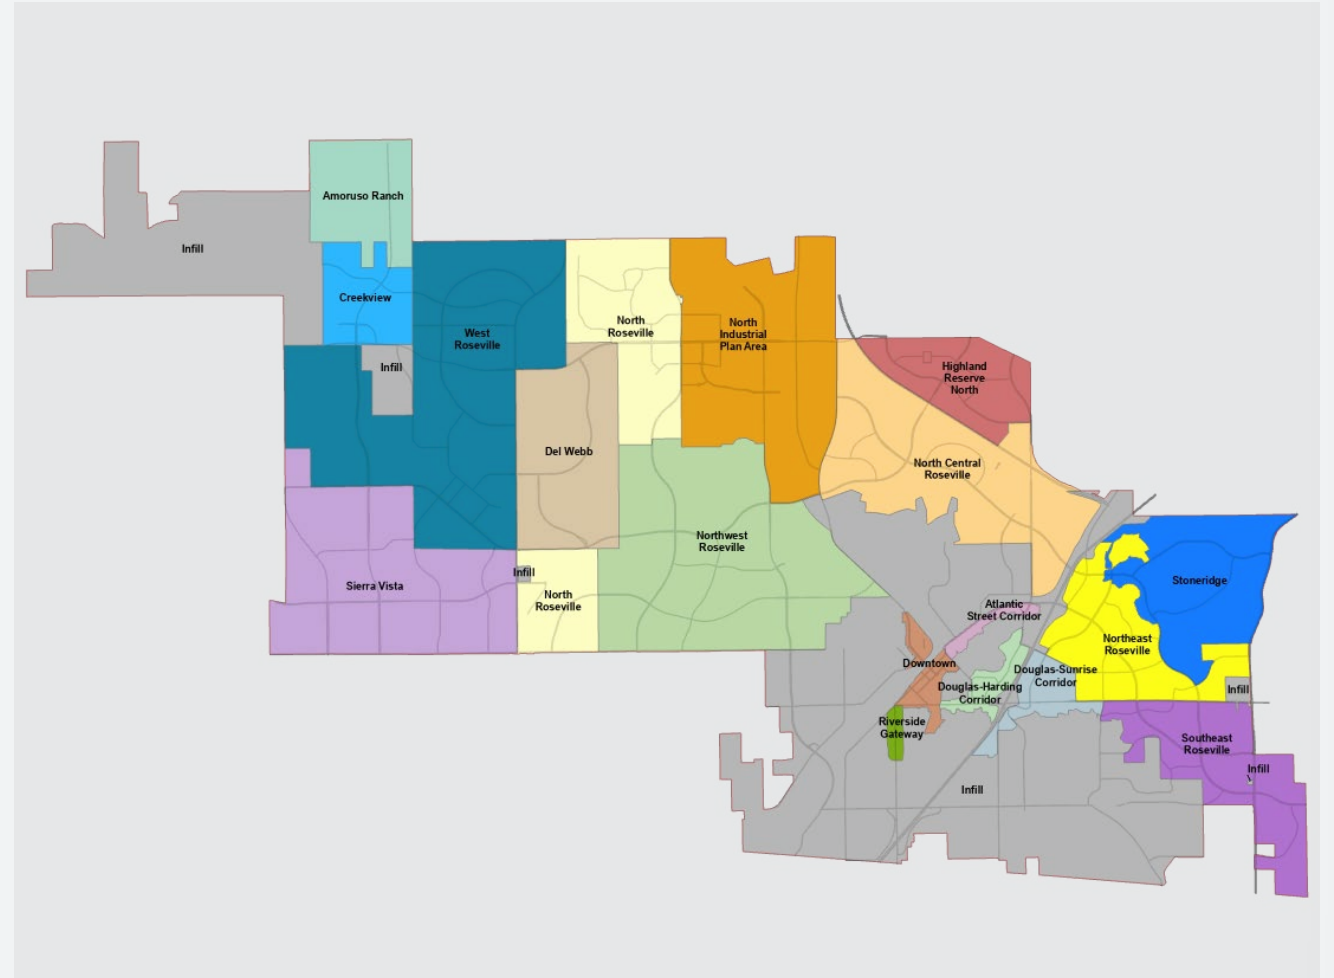 Amoruso Ranch
Infill
Creekview
West
Roseville
North
Roseville
North
Industrial
Plan Area
Infill
Highland
Reserve
North
Del Webb
North Central
Roseville
Northwest
Roseville
Infill
Sierra Vista
North
Roseville
Stoneridge
Atlantic
Street Corridor
Northeast
Roseville
Downtown
Douglas-Sunrise
Corridor
Douglas-Harding
Corridor
Infill
Riverside
Gateway
Southeast
Roseville
Infill
Infill